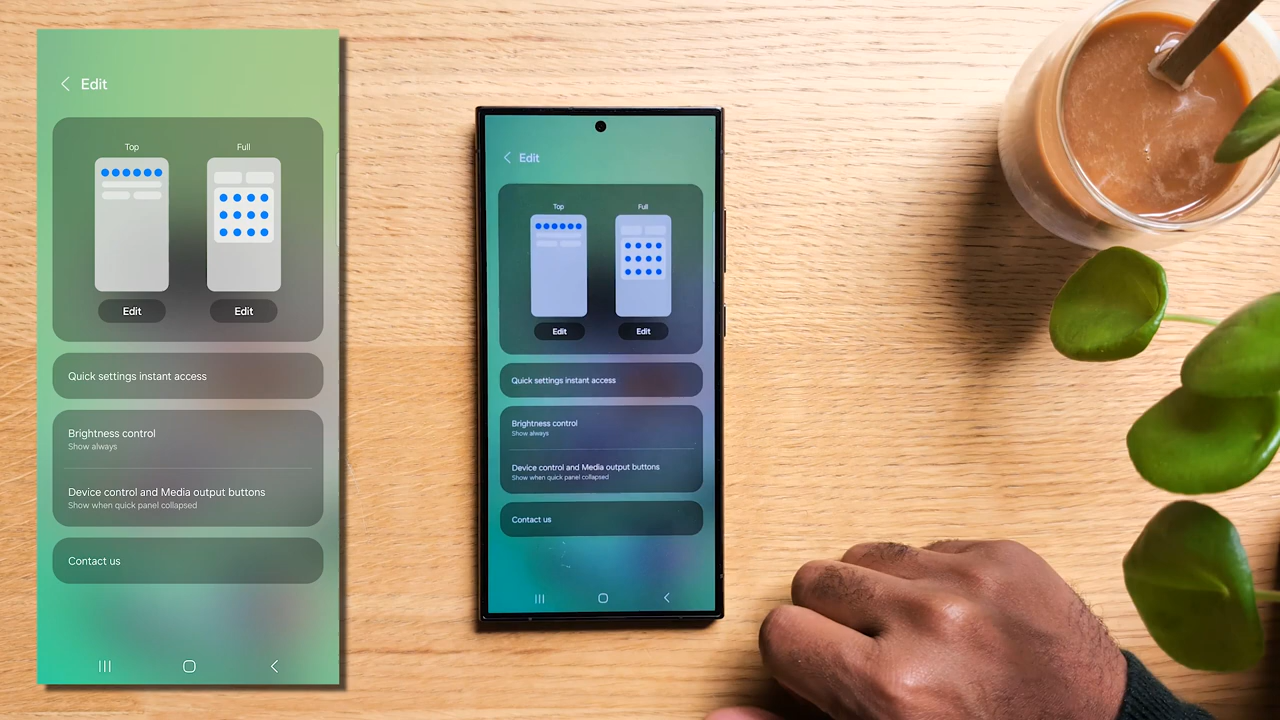 Edit
Top Full
Edit Edit
Quick settings instant access
Brightness control
Show always
Device control and Media output buttons
Show when quick panel collapsed
Contact us
Edit
Top Full
Edit Edit
Quick settings instant access
Brightness control
Show always
Device control and Media output buttons
Show when quick panel collapsed
Contact us